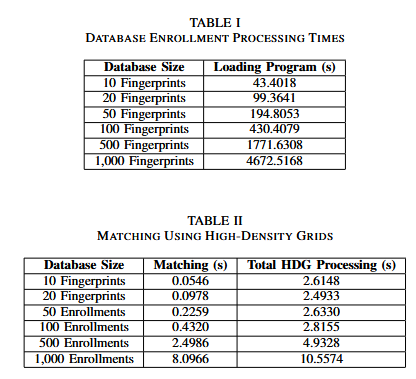 TABLE I
DATABASE ENROLLMENT PROCESSING TIMES
Database Size Loading Program (s)
10 Fingerprints 43.4018
20 Fingerprints 99.3641
50 Fingerprints 194.8053
100 Fingerprints 430.4079
500 Fingerprints 1771.6308
1,000 Fingerprints 4672.5168
TABLE II
MATCHING USING HIGH-DENSITY GRIDS
Database Size Matching (s) Total HDG Processing (s)
10 Fingerprints 0.0546 2.6148
20 Fingerprints 0.0978 2.4933
50 Enrollments 0.2259 2.6330
100 Enrollments 0.4320 2.8155
500 Enrollments 2.4986 4.9328
1,000 Enrollments 8.0966 10.5574